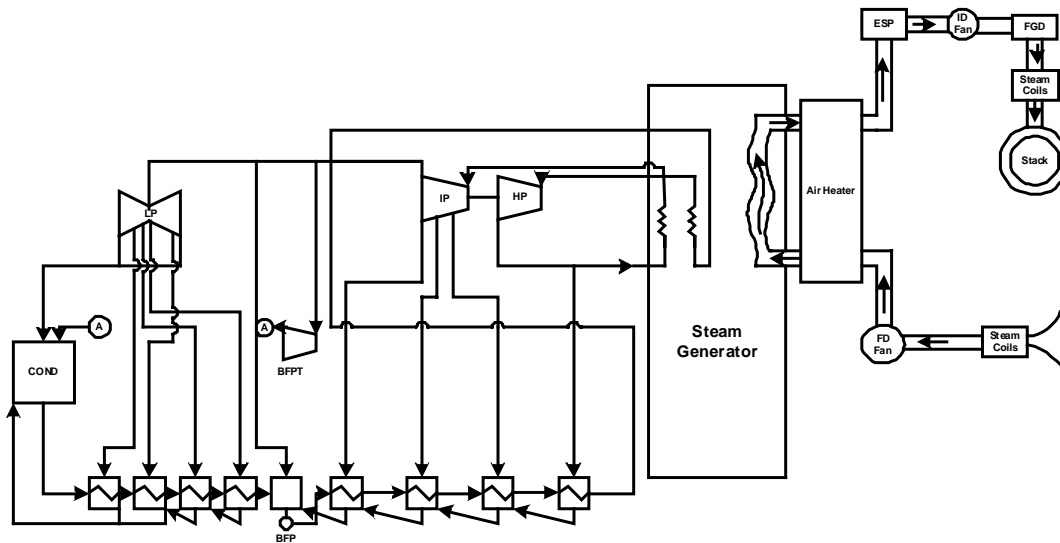 ESP
ID
Fan
FGD
Steam
Coils
Stack
Air Heater
IP
HP
LP
A
A
Steam
Generator
FD
Fan
Steam
Coils
COND
BFPT
BFP